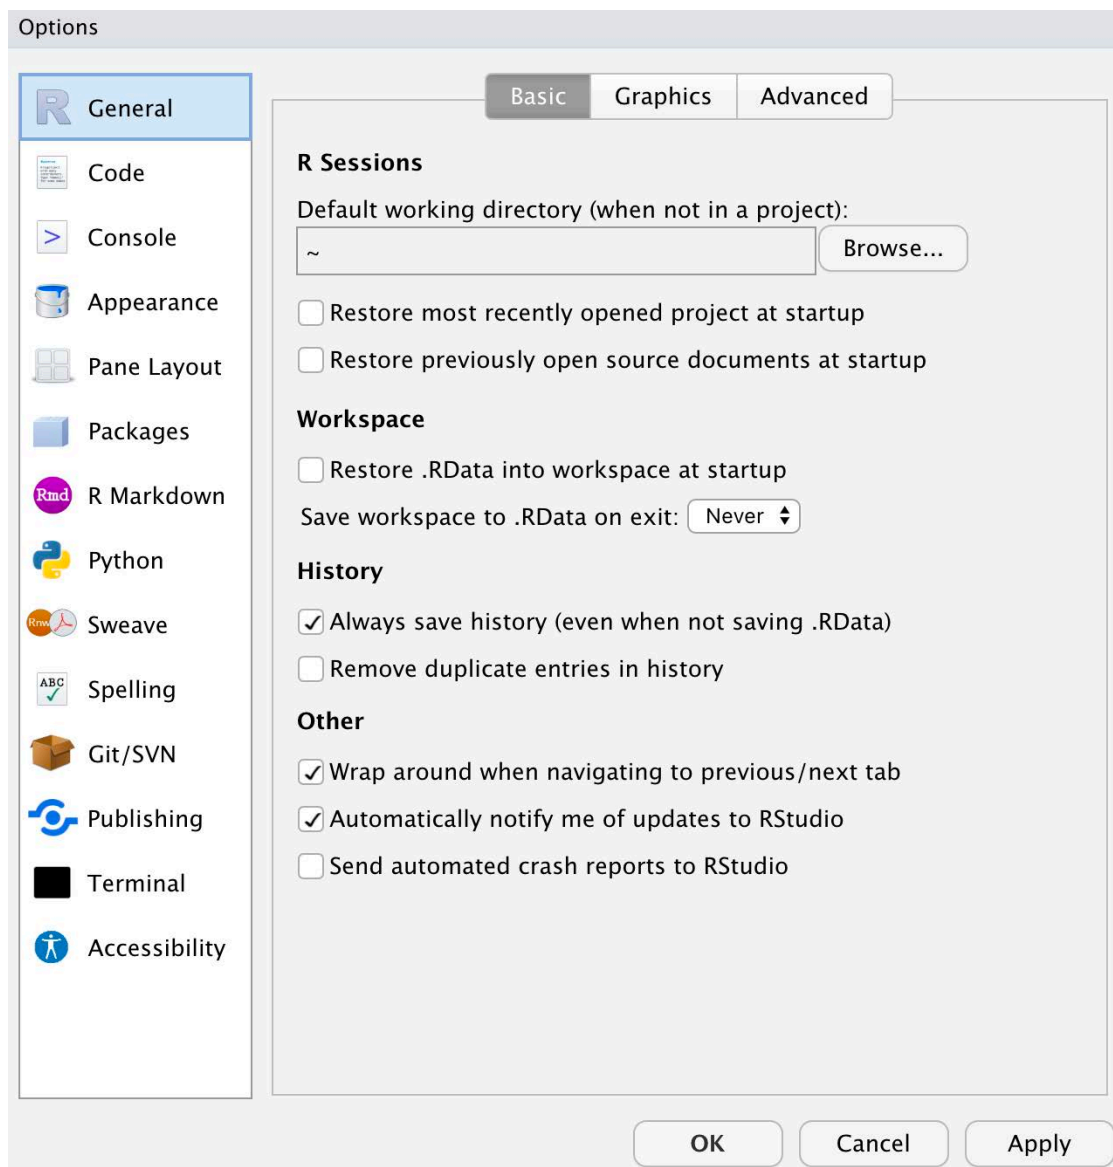 Options
General
Code
Console
Appearance
Pane Layout
Packages
Rmd R Markdown
Python
Rnw Sweave
ABC Spelling
Git/SVN
Publishing
Terminal
Accessibility
Basic Graphics Advanced
R Sessions
Default working directory (when not in a project):
~ Browse...
Restore most recently opened project at startup
Restore previously open source documents at startup
Workspace
Restore .RData into workspace at startup
Save workspace to .RData on exit: Never
History
Always save history (even when not saving .RData)
Remove duplicate entries in history
Other
Wrap around when navigating to previous/next tab
Automatically notify me of updates to RStudio
Send automated crash reports to RStudio
OK Cancel Apply